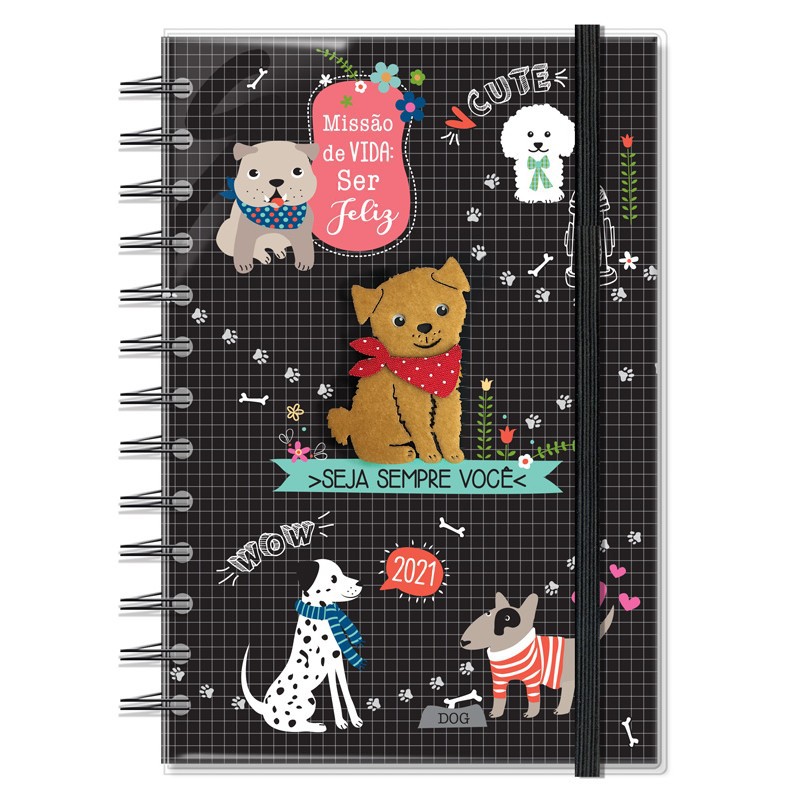 CUTE
Missão
de VIDA:
Ser
Feliz
>SEJA SEMPRE VOCÊ<
WOW
2021
DOG